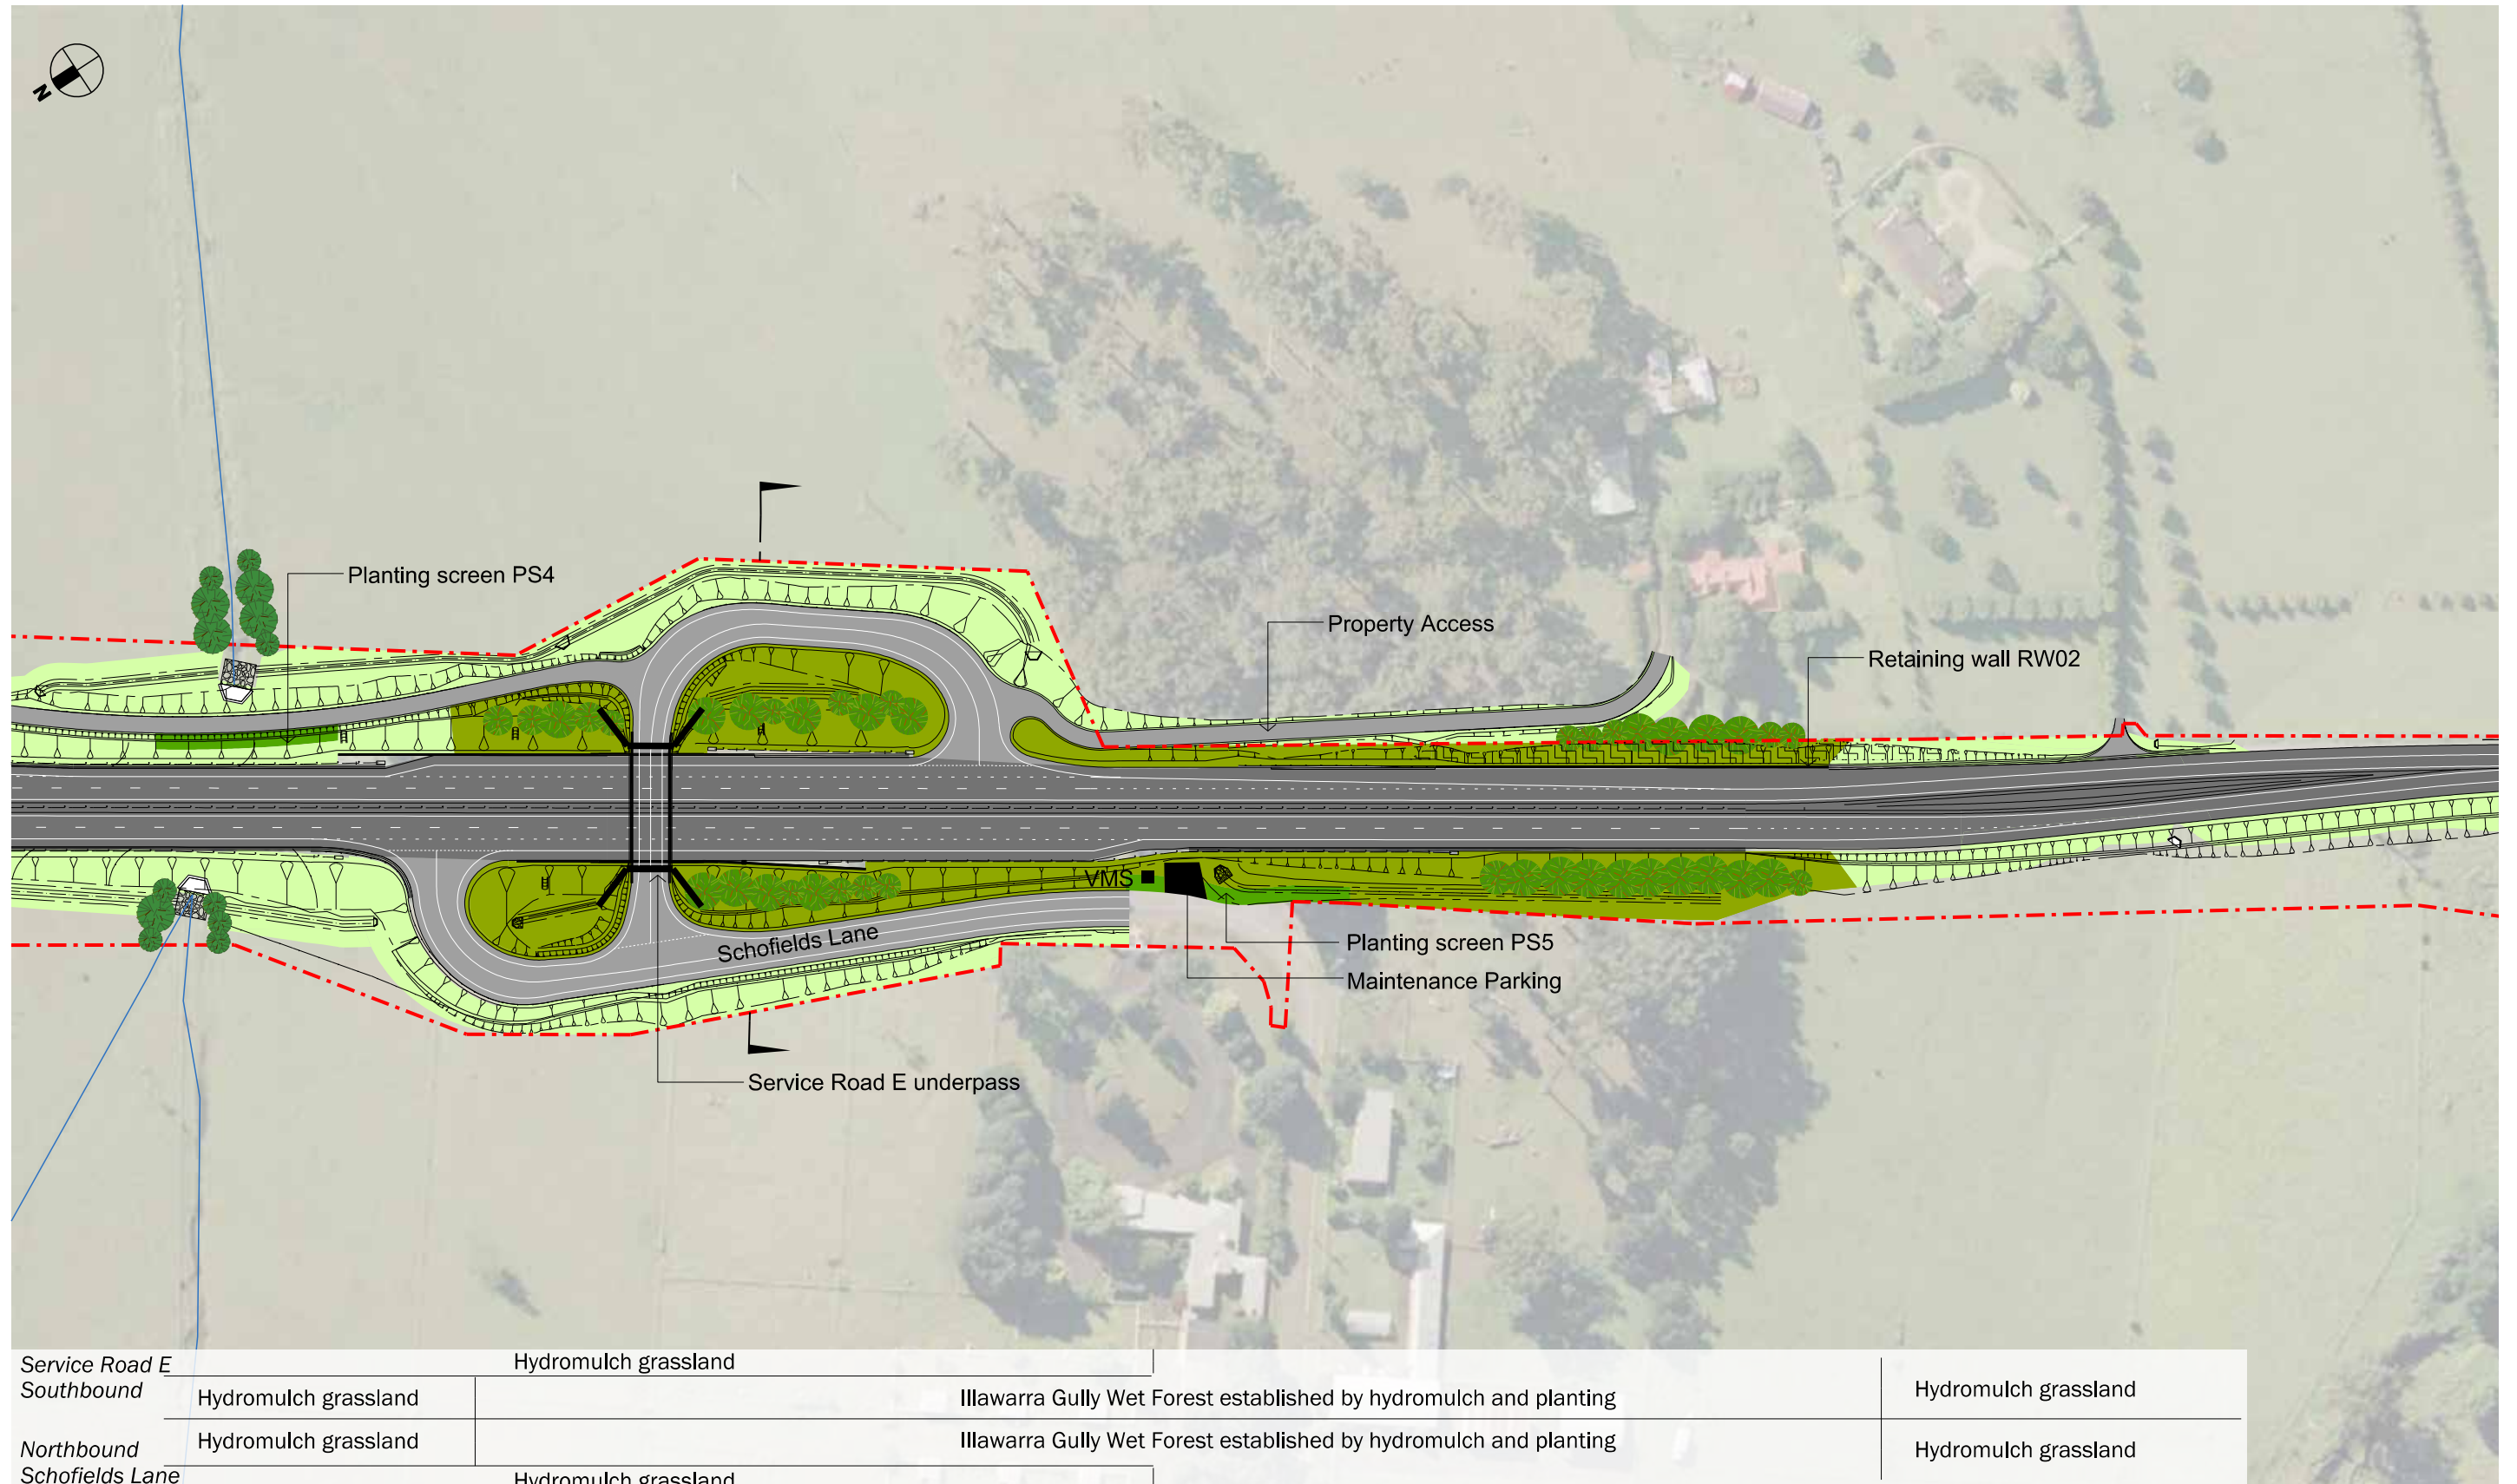 N
Planting screen PS4
Property Access
Retaining wall RW02
VMS
Schofields Lane
Planting screen PS5
Maintenance Parking
Service Road E underpass
Service Road E
Hydromulch grassland
Southbound
Hydromulch grassland
Illawarra Gully Wet Forest established by hydromulch and planting
Hydromulch grassland
Northbound
Hydromulch grassland
Illawarra Gully Wet Forest established by hydromulch and planting
Hydromulch grassland
Schofields Lane
Hydromulch grassland